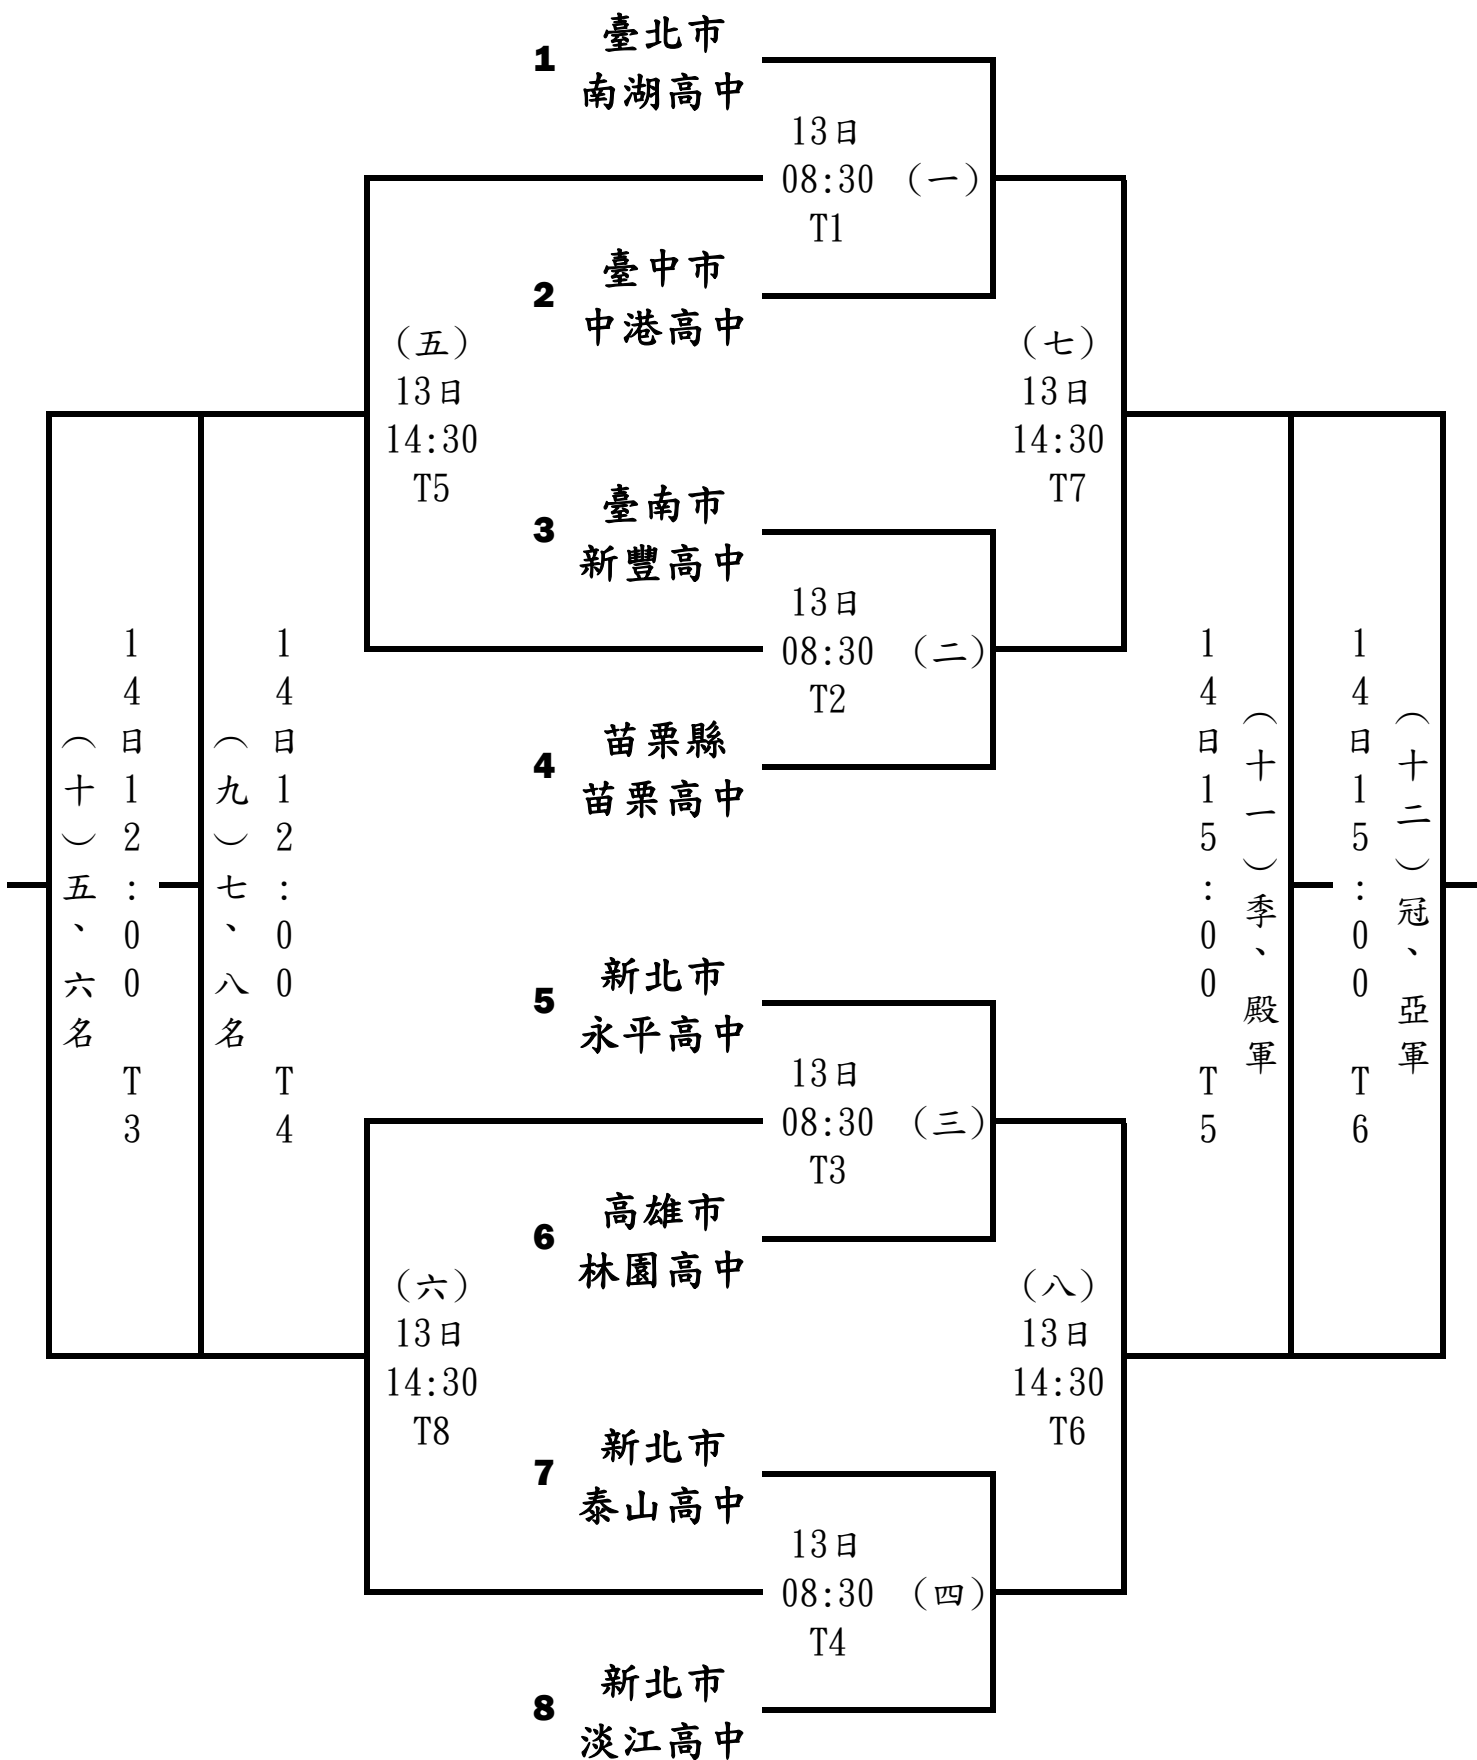 1
臺北市
南湖高中
13日
08:30 (一)
T1
2
臺中市
中港高中
(五)
13日
14:30
T5
(七)
13日
14:30
T7
3
臺南市
新豐高中
13日
08:30 (二)
T2
4
苗栗縣
苗栗高中
(十)五、六名
14日12:00 T3
(九)七、八名
14日12:00 T4
14日15:00 T5
(十一)季、殿軍
14日15:00 T6
(十二)冠、亞軍
5
新北市
永平高中
13日
08:30 (三)
T3
6
高雄市
林園高中
(六)
13日
14:30
T8
(八)
13日
14:30
T6
7
新北市
泰山高中
13日
08:30 (四)
T4
8
新北市
淡江高中